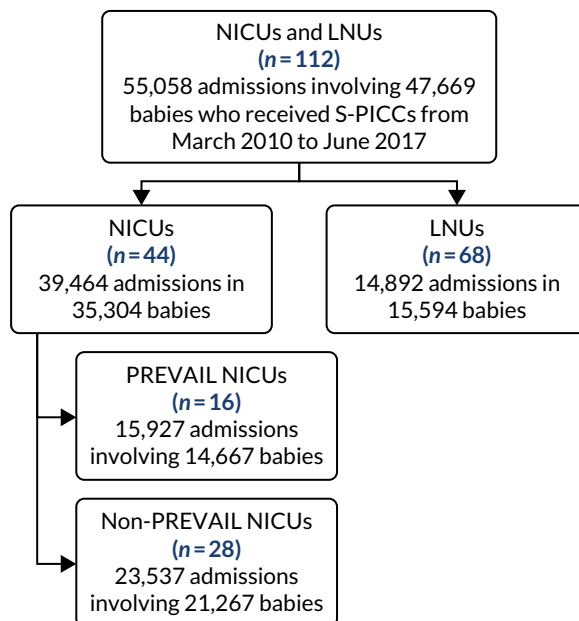 NICUs and LNUs
(n = 112)
55,058 admissions involving 47,669
babies who received S-PICCs from
March 2010 to June 2017
NICUs
(n = 44)
39,464 admissions in
35,304 babies
LNUs
(n = 68)
14,892 admissions in
15,594 babies
PREVAIL NICUs
(n = 16)
15,927 admissions
involving 14,667 babies
Non-PREVAIL NICUs
(n = 28)
23,537 admissions
involving 21,267 babies